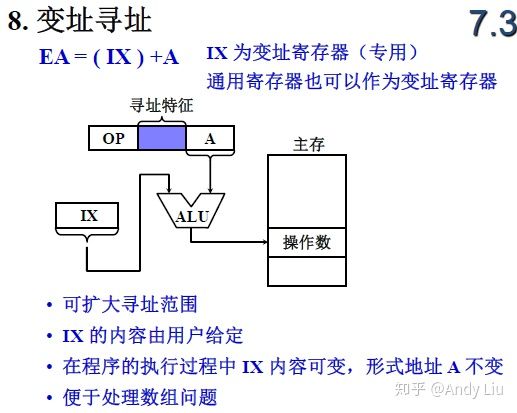 8. 变址寻址
7.3
EA = ( IX ) +A
IX 为变址寄存器（专用）
通用寄存器也可以作为变址寄存器
寻址特征
OP
A
主存
IX
ALU
操作数
• 可扩大寻址范围
• IX 的内容由用户给定
• 在程序的执行过程中 IX 内容可变，形式地址 A 不变
• 便于处理数组问题
知乎 @Andy Liu